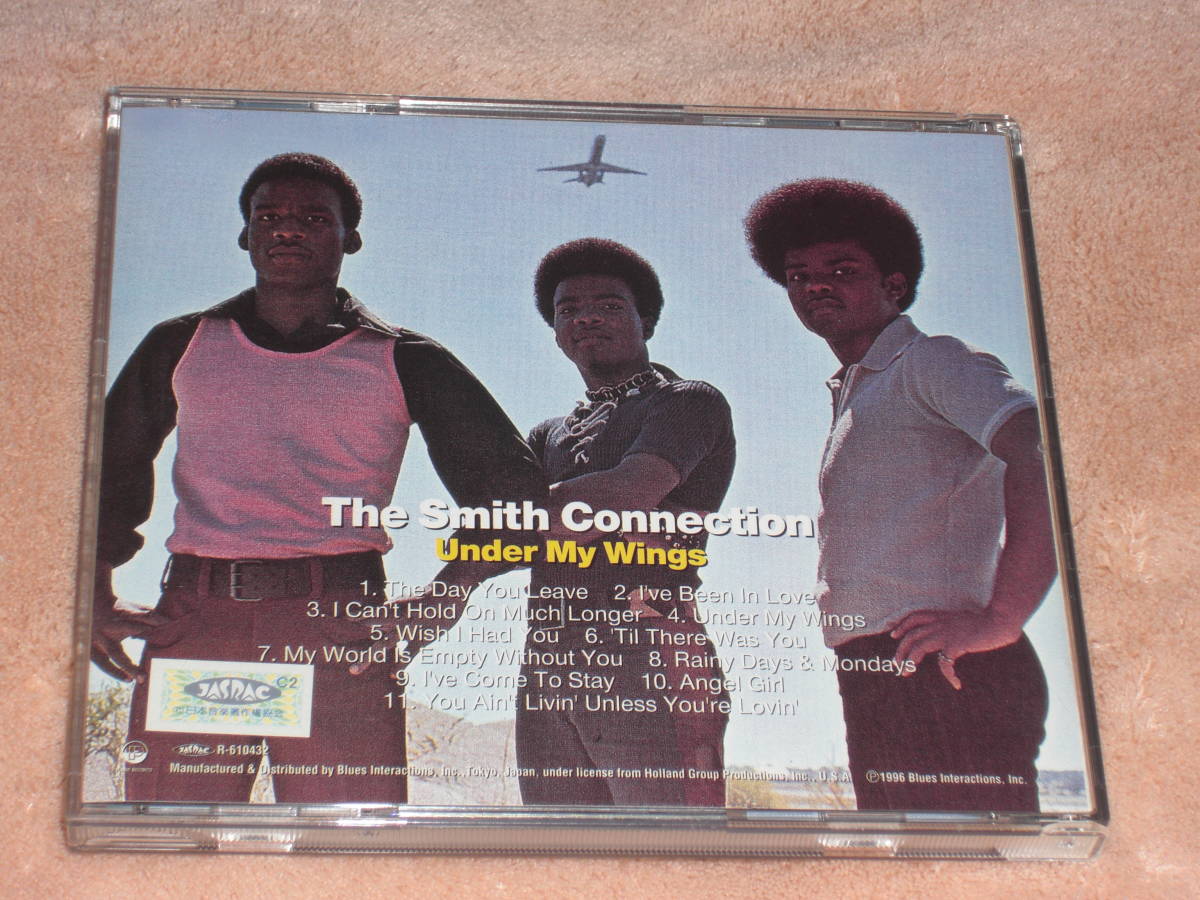 The Smith Connection
Under My Wings
1. The Day You Leave 2. I've Been In Love
3. I Can't Hold On Much Longer 4. Under My Wings
5. Wish I Had You 6. 'Til There Was You
7. My World Is Empty Without You 8. Rainy Days & Mondays
9. I've Come To Stay 10. Angel Girl
11. You Ain't Livin' Unless You're Lovin'
JASRAC C2
JASRAC R-610432
Manufactured & Distributed by Blues Interactions, Inc., Tokyo, Japan, under license from Holland Group Productions, Inc., U.S.A. ℗1996 Blues Interactions, Inc.